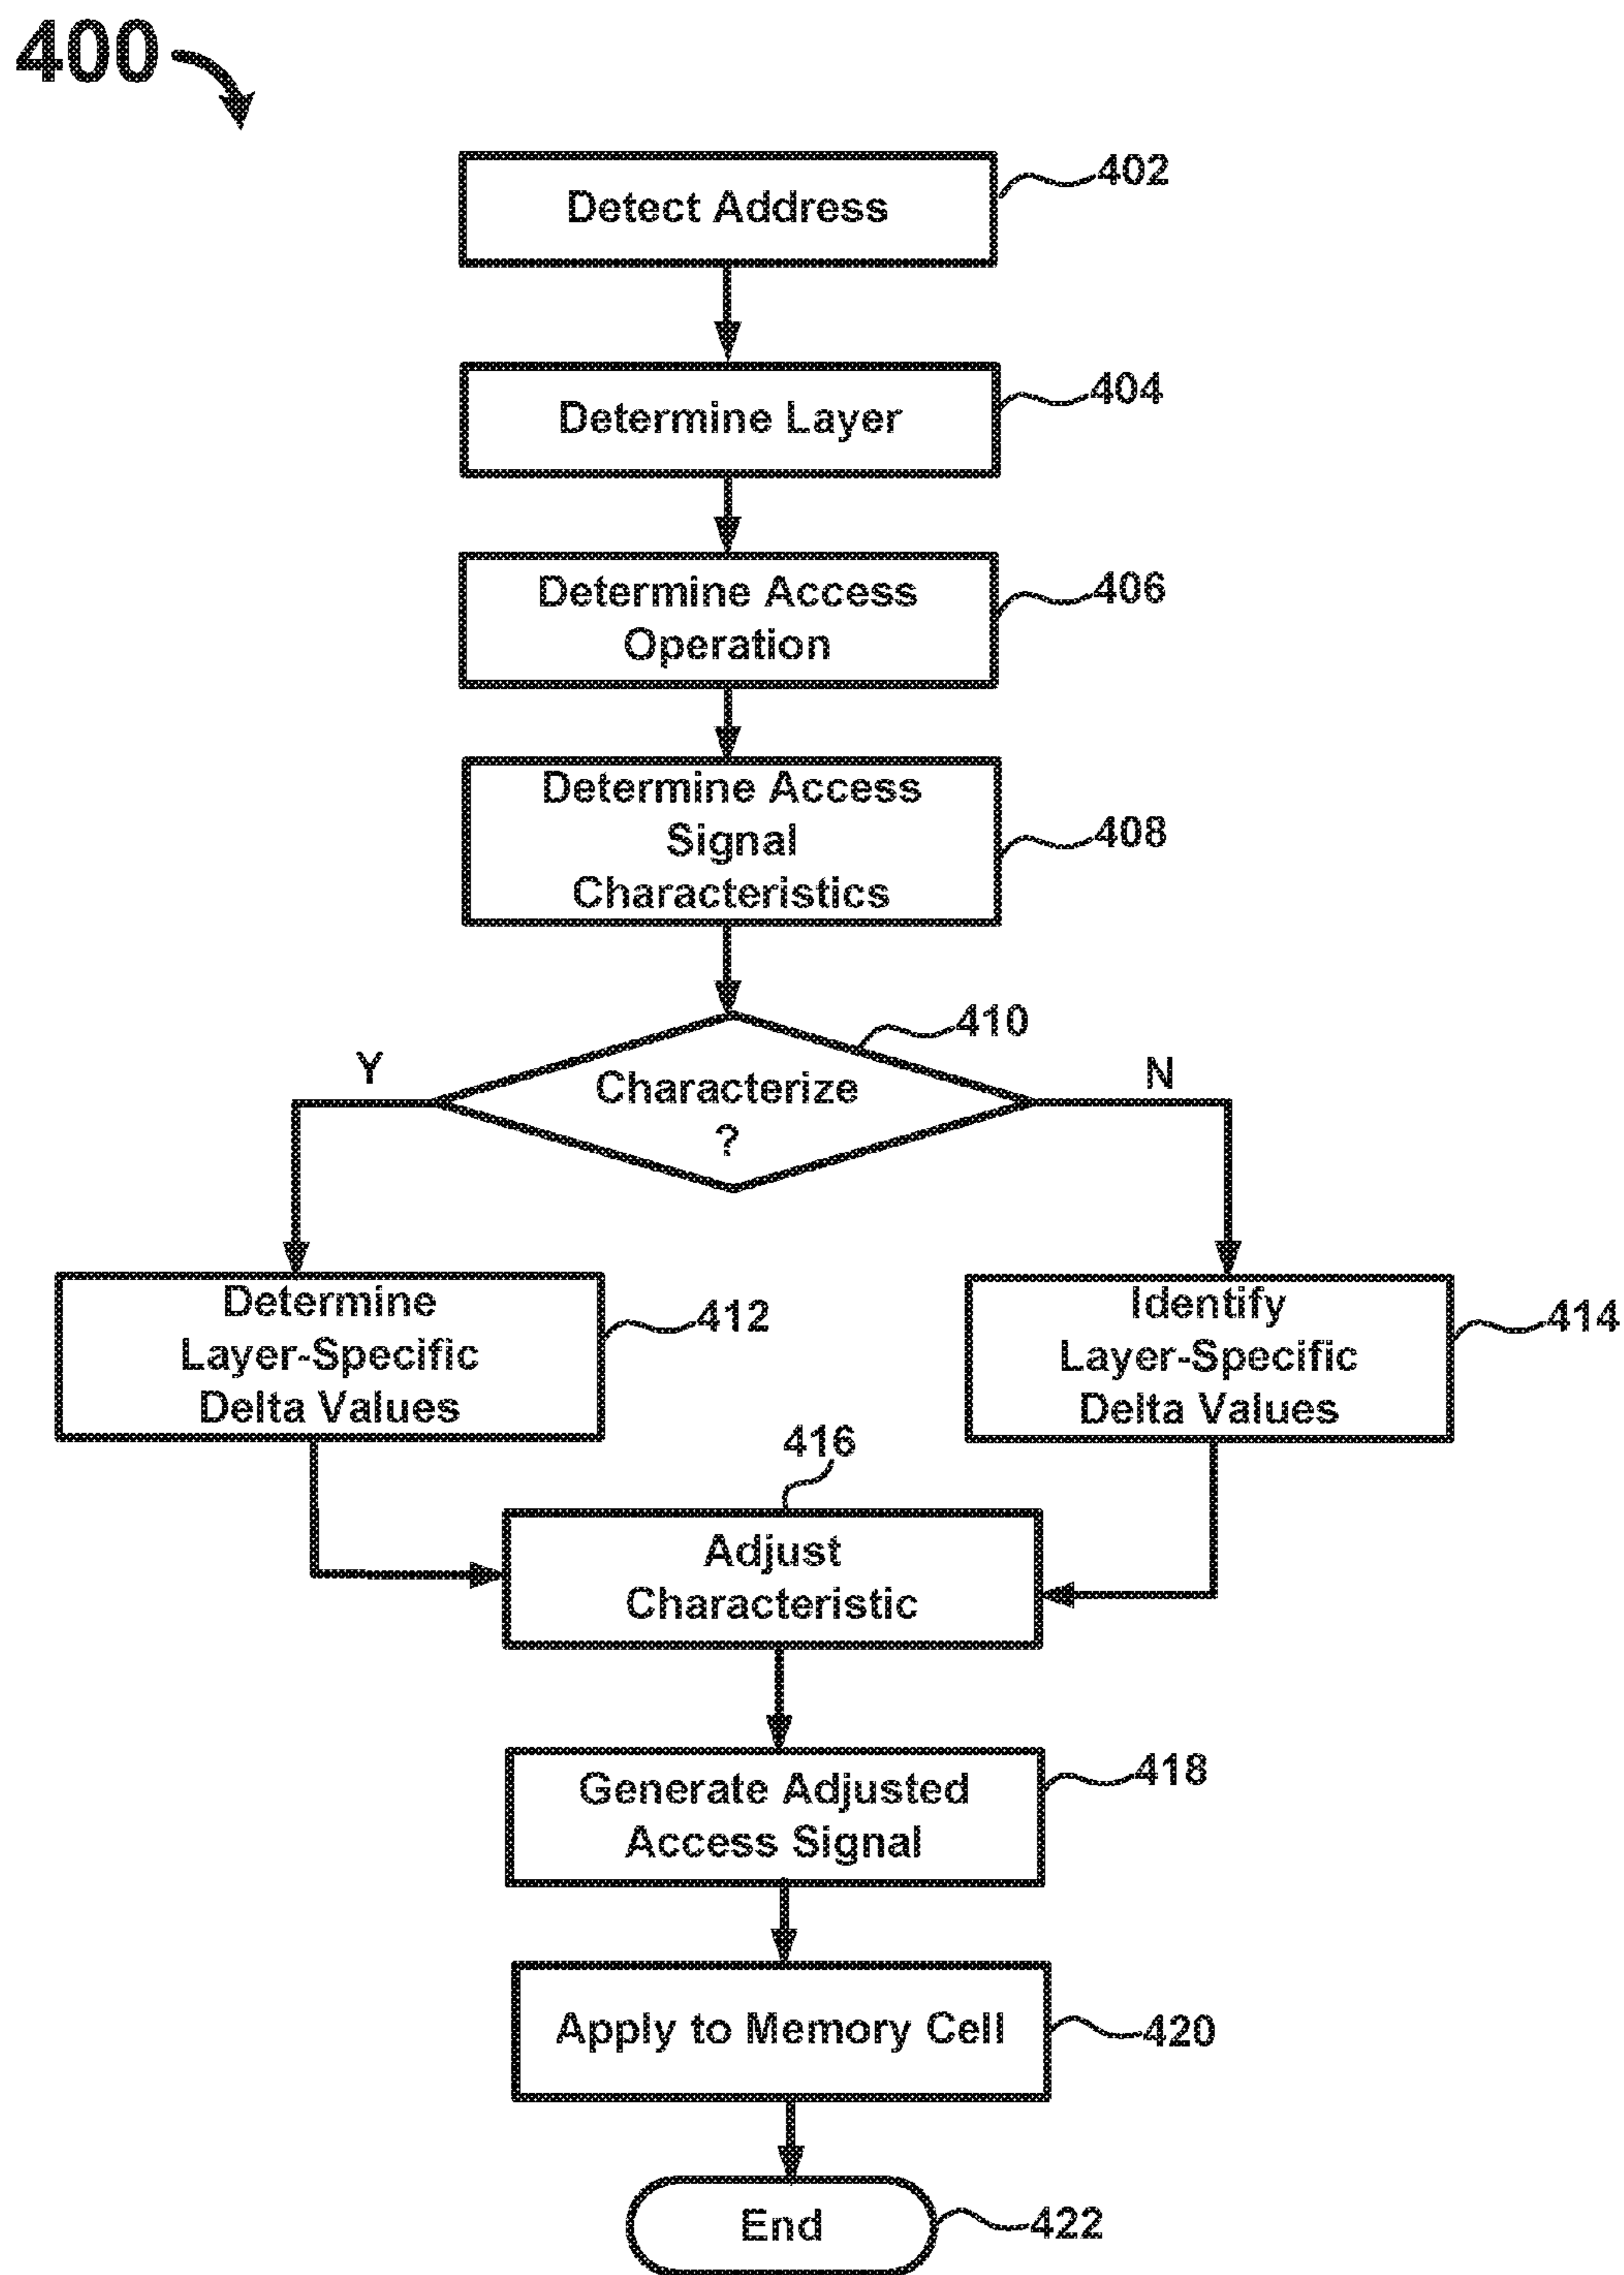 400
402
Detect Address
404
Determine Layer
406
Determine Access
Operation
408
Determine Access
Signal
Characteristics
410
Y
N
Characterize
?
Determine
Layer-Specific
Delta Values
412
Identify
Layer-Specific
Delta Values
414
416
Adjust
Characteristic
418
Generate Adjusted
Access Signal
Apply to Memory Cell
420
End
422